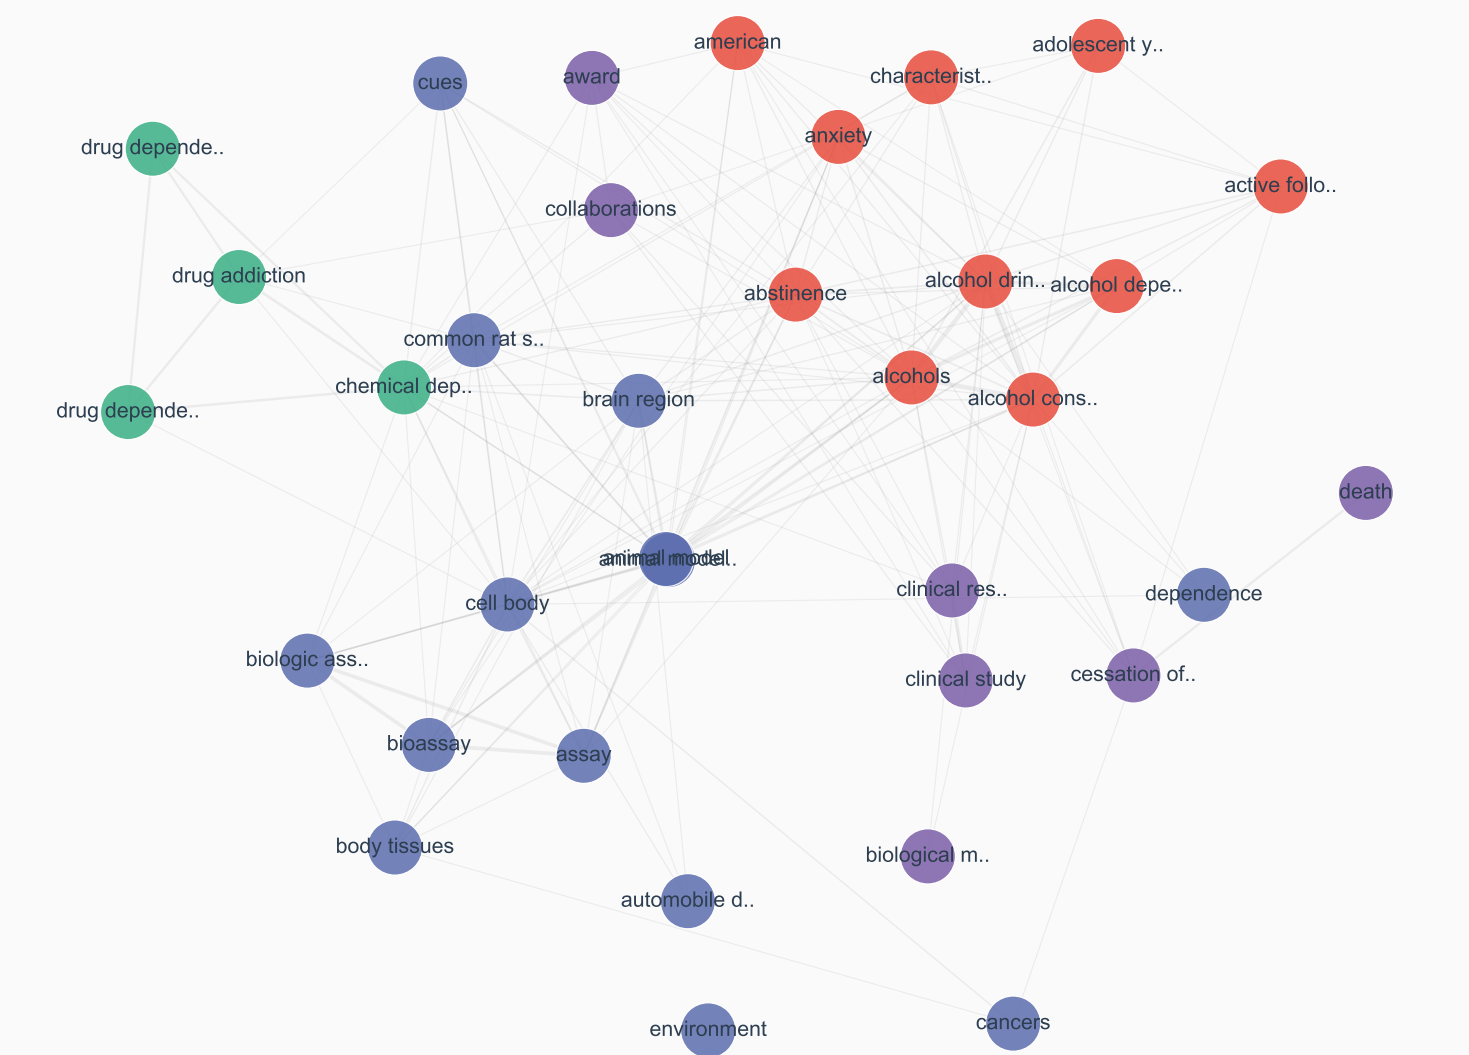 american
adolescent y..
award
characterist..
cues
anxiety
drug depende..
active follo..
collaborations
drug addiction
alcohol drin..
alcohol depe..
abstinence
common rat s..
alcohols
chemical dep..
brain region
alcohol cons..
drug depende..
death
animal model..
clinical res..
dependence
cell body
biologic ass..
cessation of..
clinical study
bioassay
assay
body tissues
biological m..
automobile d..
cancers
environment